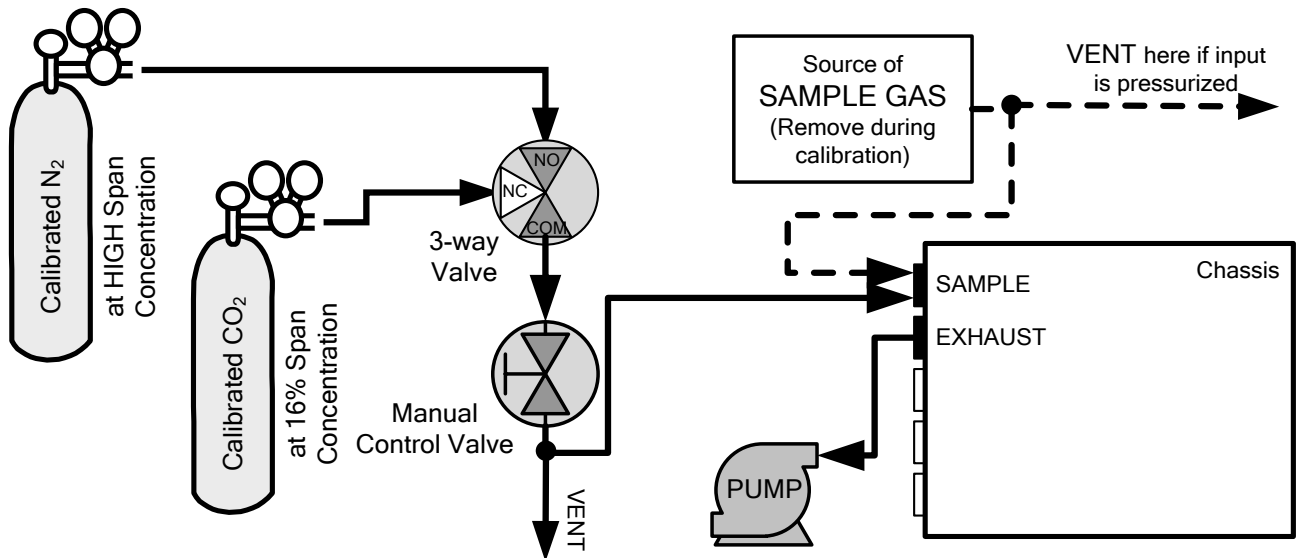 Calibrated N₂
at HIGH Span
Concentration
Calibrated CO₂
at 16% Span
Concentration
NO
NC
COM
3-way
Valve
Manual
Control Valve
VENT
Source of
SAMPLE GAS
(Remove during
calibration)
VENT here if input
is pressurized
Chassis
SAMPLE
EXHAUST
PUMP